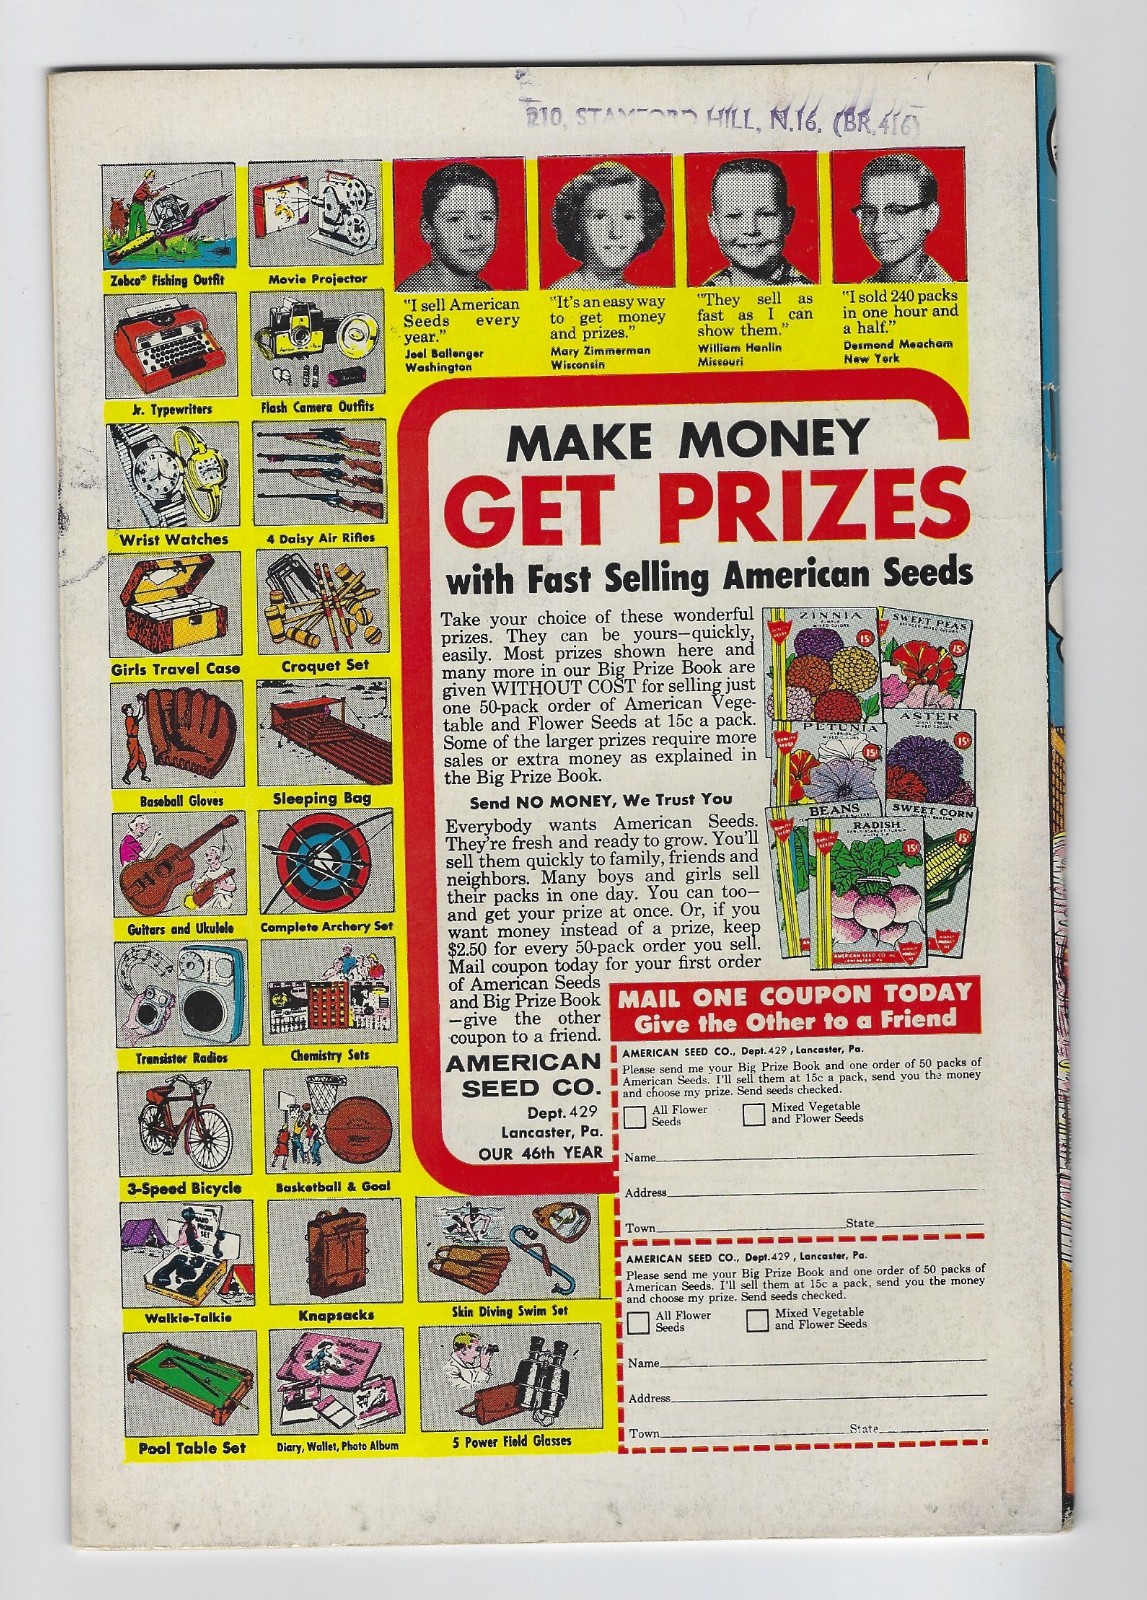 210, STAMFORD HILL, N.16. (BR.416)
Zebco® Fishing Outfit
Movie Projector
Jr. Typewriters
Flash Camera Outfits
Wrist Watches
4 Daisy Air Rifles
Girls Travel Case
Croquet Set
Baseball Gloves
Sleeping Bag
Guitars and Ukulele
Complete Archery Set
Transistor Radios
Chemistry Sets
3-Speed Bicycle
Basketball & Goal
Walkie-Talkie
Knapsacks
Skin Diving Swim Set
Pool Table Set
Diary, Wallet, Photo Album
5 Power Field Glasses
"I sell American
Seeds every
year."
Joel Ballenger
Washington
"It's an easy way
to get money
and prizes."
Mary Zimmerman
Wisconsin
"They sell as
fast as I can
show them."
William Hanlin
Missouri
"I sold 240 packs
in one hour and
a half."
Desmond Meacham
New York
MAKE MONEY
GET PRIZES
with Fast Selling American Seeds
Take your choice of these wonderful
prizes. They can be yours—quickly,
easily. Most prizes shown here and
many more in our Big Prize Book are
given WITHOUT COST for selling just
one 50-pack order of American Vege-
table and Flower Seeds at 15c a pack.
Some of the larger prizes require more
sales or extra money as explained in
the Big Prize Book.
Send NO MONEY, We Trust You
Everybody wants American Seeds.
They're fresh and ready to grow. You'll
sell them quickly to family, friends and
neighbors. Many boys and girls sell
their packs in one day. You can too—
and get your prize at once. Or, if you
want money instead of a prize, keep
$2.50 for every 50-pack order you sell.
Mail coupon today for your first order
of American Seeds
and Big Prize Book
—give the other
coupon to a friend.
AMERICAN
SEED CO.
Dept. 429
Lancaster, Pa.
OUR 46th YEAR
ZINNIA
15¢
SWEET PEAS
15¢
PETUNIA
15¢
ASTER
15¢
BEANS
SWEET CORN
15¢
RADISH
15¢
AMERICAN SEED CO.
LANCASTER, PA.
MAIL ONE COUPON TODAY
Give the Other to a Friend
AMERICAN SEED CO., Dept. 429, Lancaster, Pa.
Please send me your Big Prize Book and one order of 50 packs of
American Seeds. I'll sell them at 15c a pack, send you the money
and choose my prize. Send seeds checked.
All Flower
Seeds
Mixed Vegetable
and Flower Seeds
Name
Address
Town State
AMERICAN SEED CO., Dept. 429, Lancaster, Pa.
Please send me your Big Prize Book and one order of 50 packs of
American Seeds. I'll sell them at 15c a pack, send you the money
and choose my prize. Send seeds checked.
All Flower
Seeds
Mixed Vegetable
and Flower Seeds
Name
Address
Town State